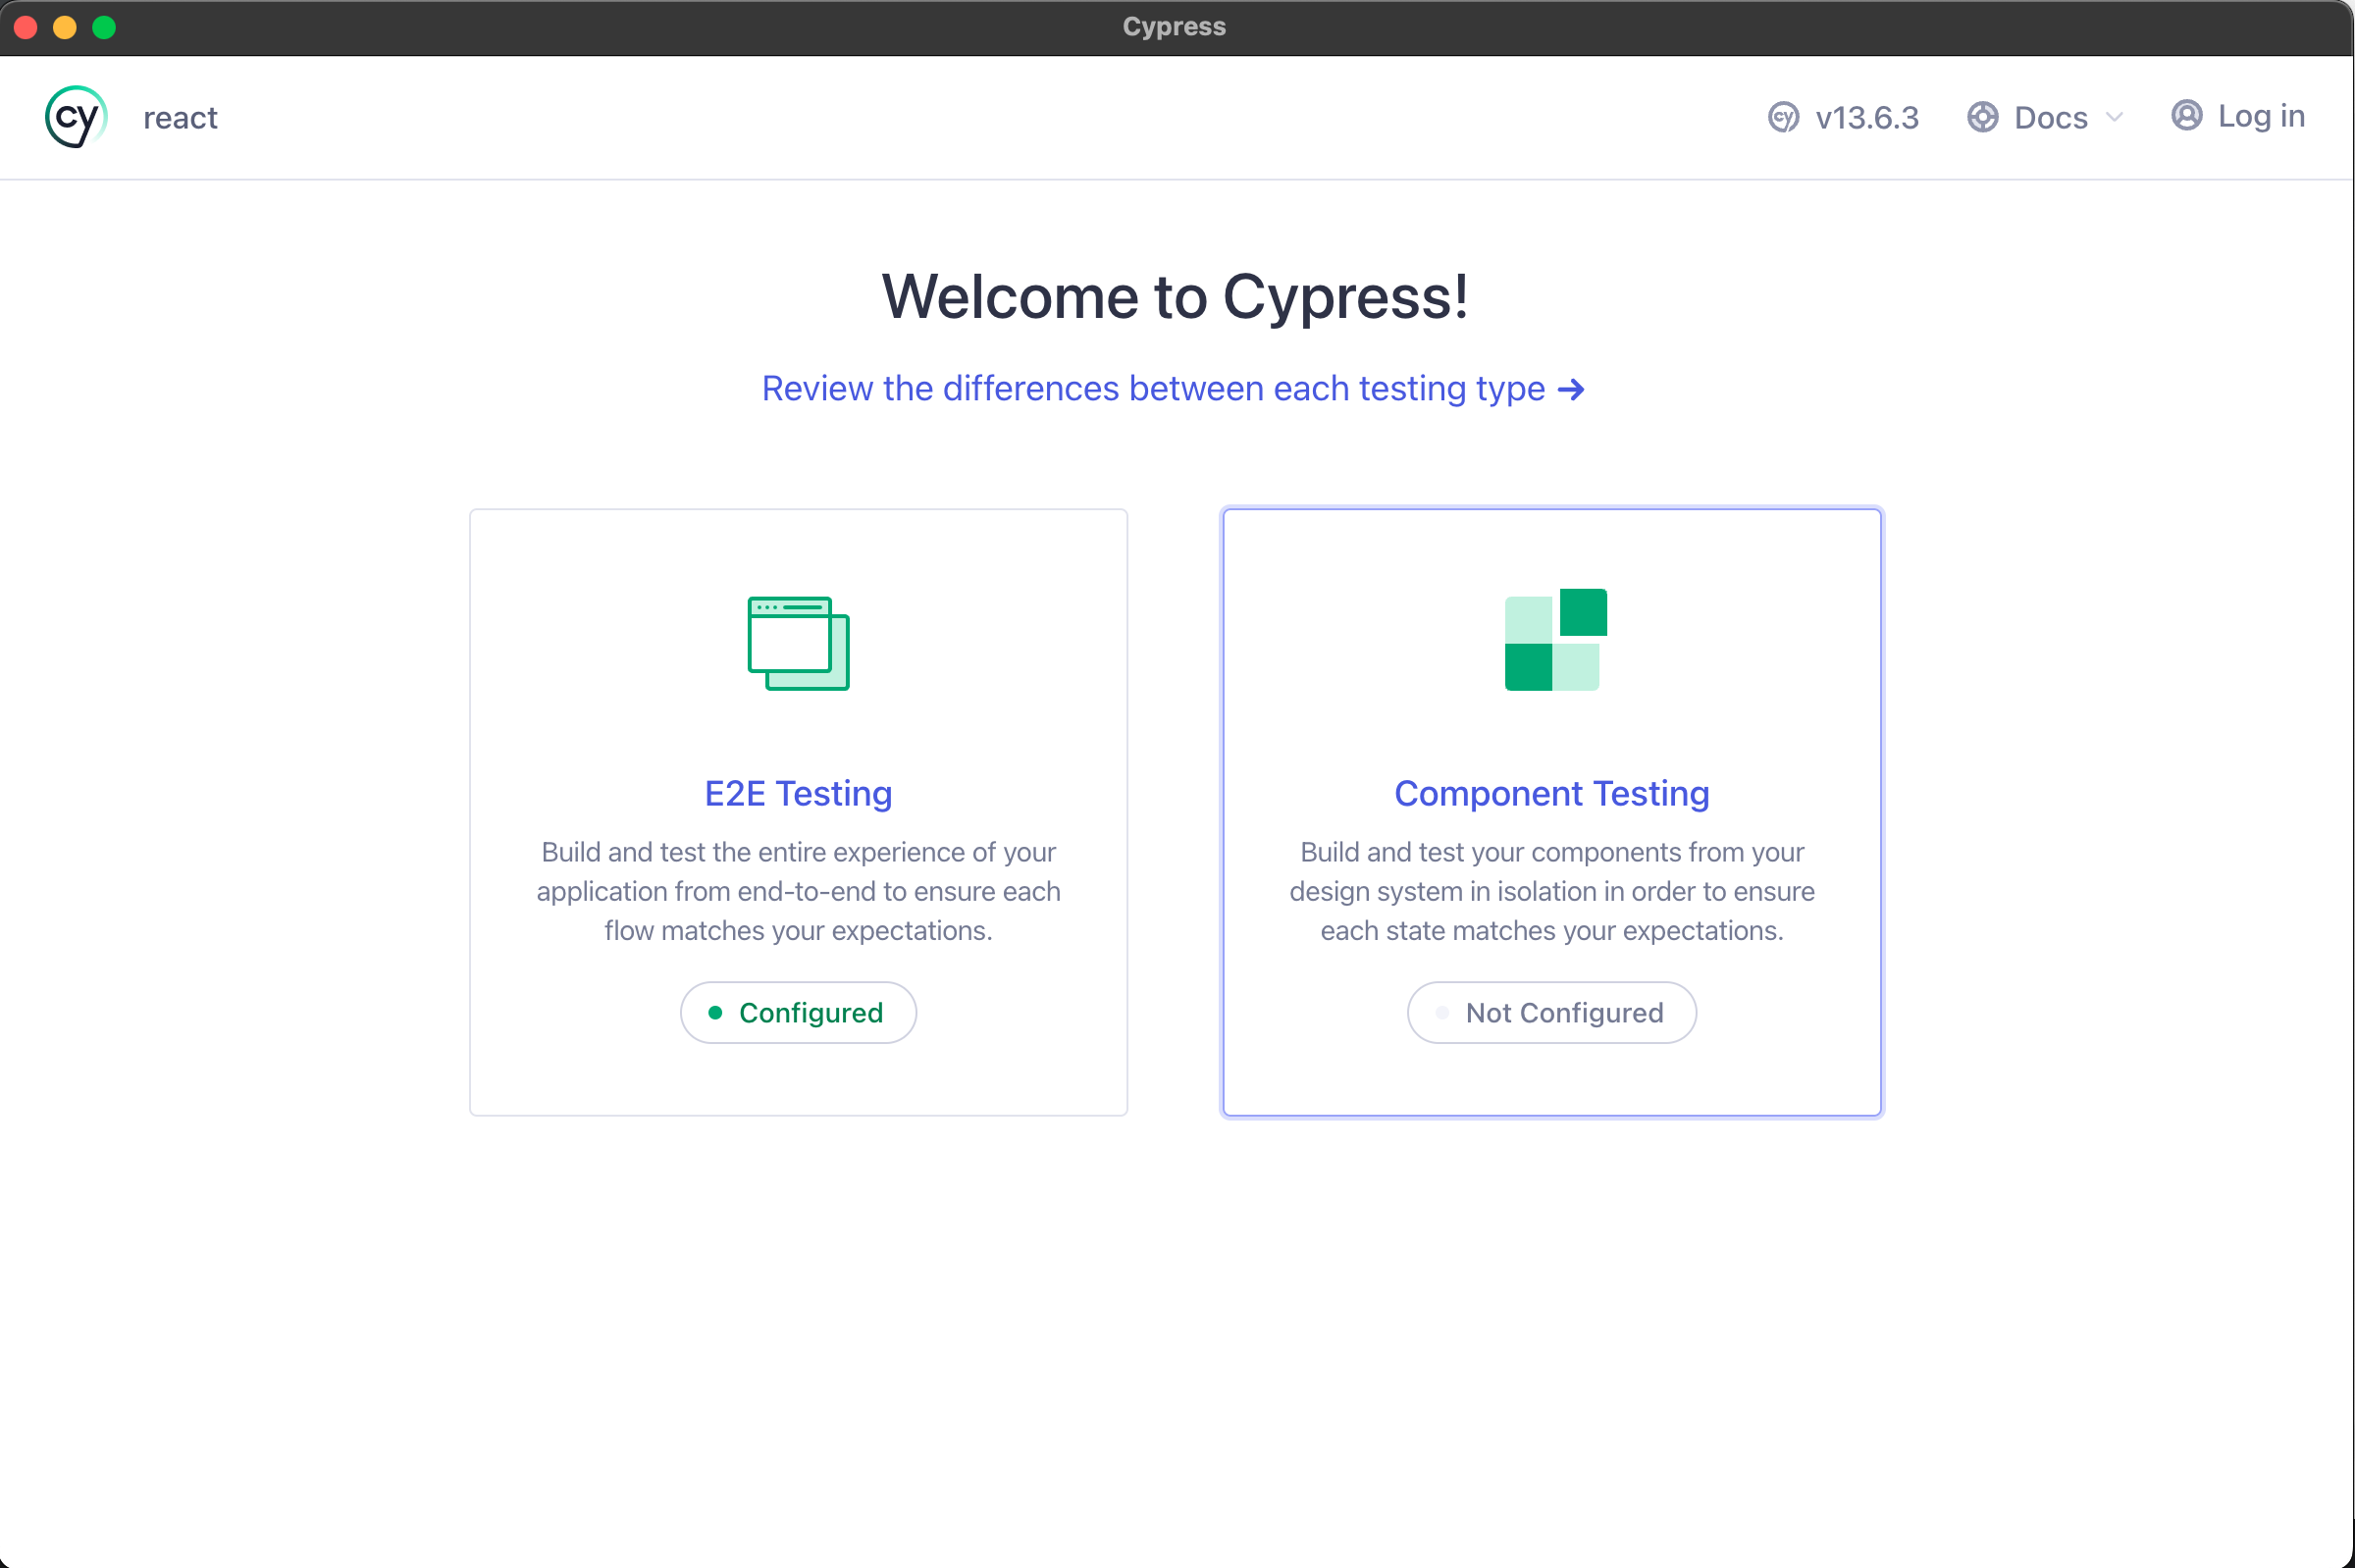 Cypress
cy react
cy v13.6.3 Docs Log in
Welcome to Cypress!
Review the differences between each testing type →
E2E Testing
Build and test the entire experience of your
application from end-to-end to ensure each
flow matches your expectations.
Configured
Component Testing
Build and test your components from your
design system in isolation in order to ensure
each state matches your expectations.
Not Configured